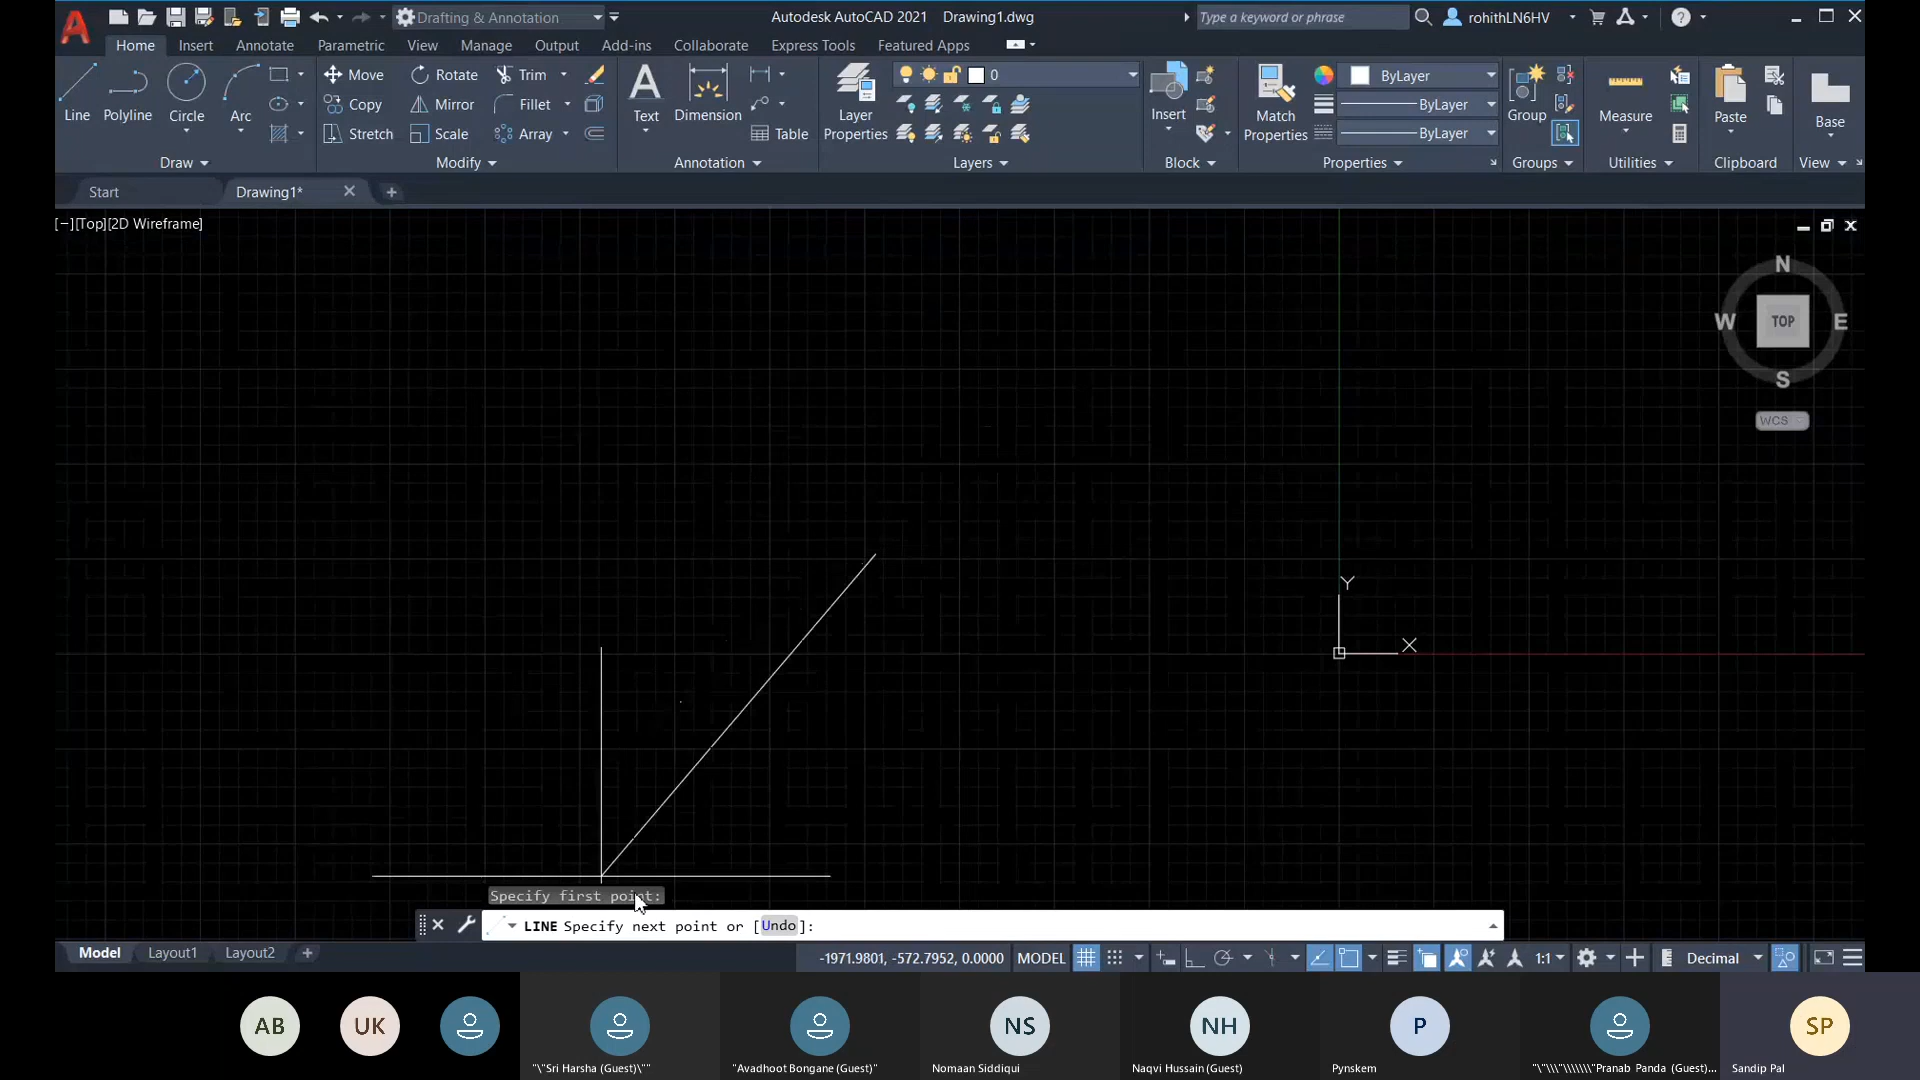 Drafting & Annotation
Autodesk AutoCAD 2021 Drawing1.dwg
Type a keyword or phrase
rohithLN6HV
Home Insert Annotate Parametric View Manage Output Add-ins Collaborate Express Tools Featured Apps
Move Rotate Trim 0 ByLayer
Copy Mirror Fillet ByLayer
Line Polyline Circle Arc Text Dimension Layer Properties Insert Match Properties Group Measure Paste Base
Stretch Scale Array Table ByLayer
Draw Modify Annotation Layers Block Properties Groups Utilities Clipboard View
Start Drawing1*
[−][Top][2D Wireframe]
N
W TOP E
S
WCS
Y
X
Specify first point:
LINE Specify next point or [Undo]:
Model Layout1 Layout2 -1971.9801, -572.7952, 0.0000 MODEL 1:1 Decimal
AB UK NS NH P SP
"\"Sri Harsha (Guest)\"" "Avadhoot Bongane (Guest)" Nomaan Siddiqui Naqvi Hussain (Guest) Pynskem "\"\\"\\\\\\\"Pranab Panda (Guest)... Sandip Pal